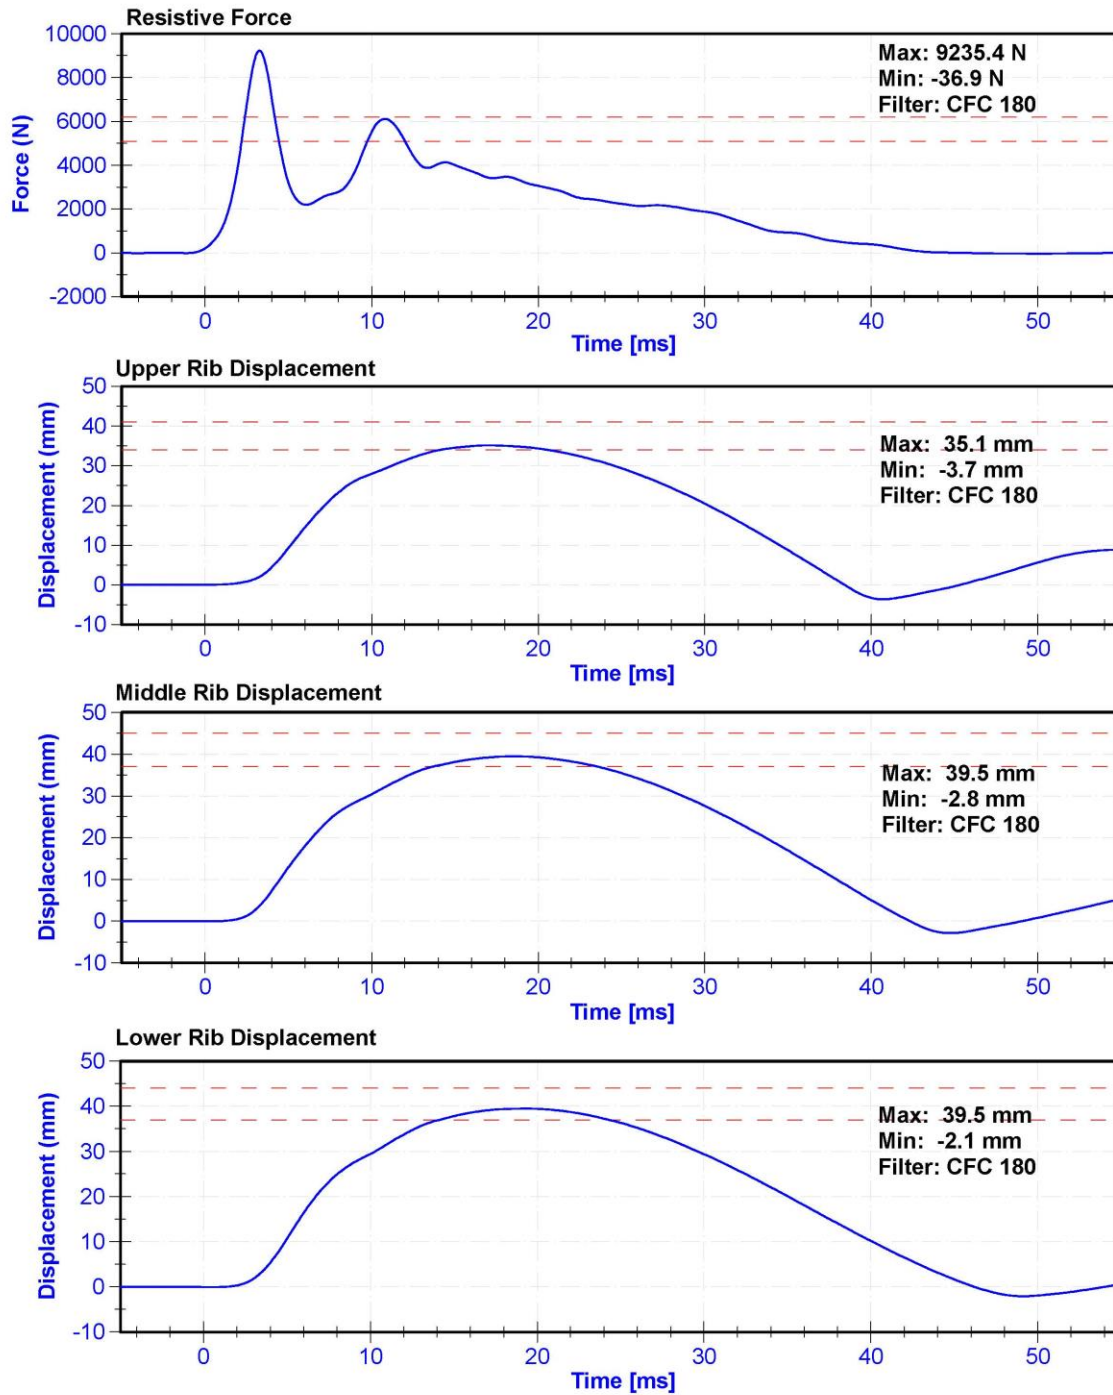 Resistive Force
10000
8000
6000
4000
2000
0
-2000
Force (N)
Max: 9235.4 N
Min: -36.9 N
Filter: CFC 180
0 10 20 30 40 50
Time [ms]
Upper Rib Displacement
50
40
30
20
10
0
-10
Displacement (mm)
Max: 35.1 mm
Min: -3.7 mm
Filter: CFC 180
0 10 20 30 40 50
Time [ms]
Middle Rib Displacement
50
40
30
20
10
0
-10
Displacement (mm)
Max: 39.5 mm
Min: -2.8 mm
Filter: CFC 180
0 10 20 30 40 50
Time [ms]
Lower Rib Displacement
50
40
30
20
10
0
-10
Displacement (mm)
Max: 39.5 mm
Min: -2.1 mm
Filter: CFC 180
0 10 20 30 40 50
Time [ms]